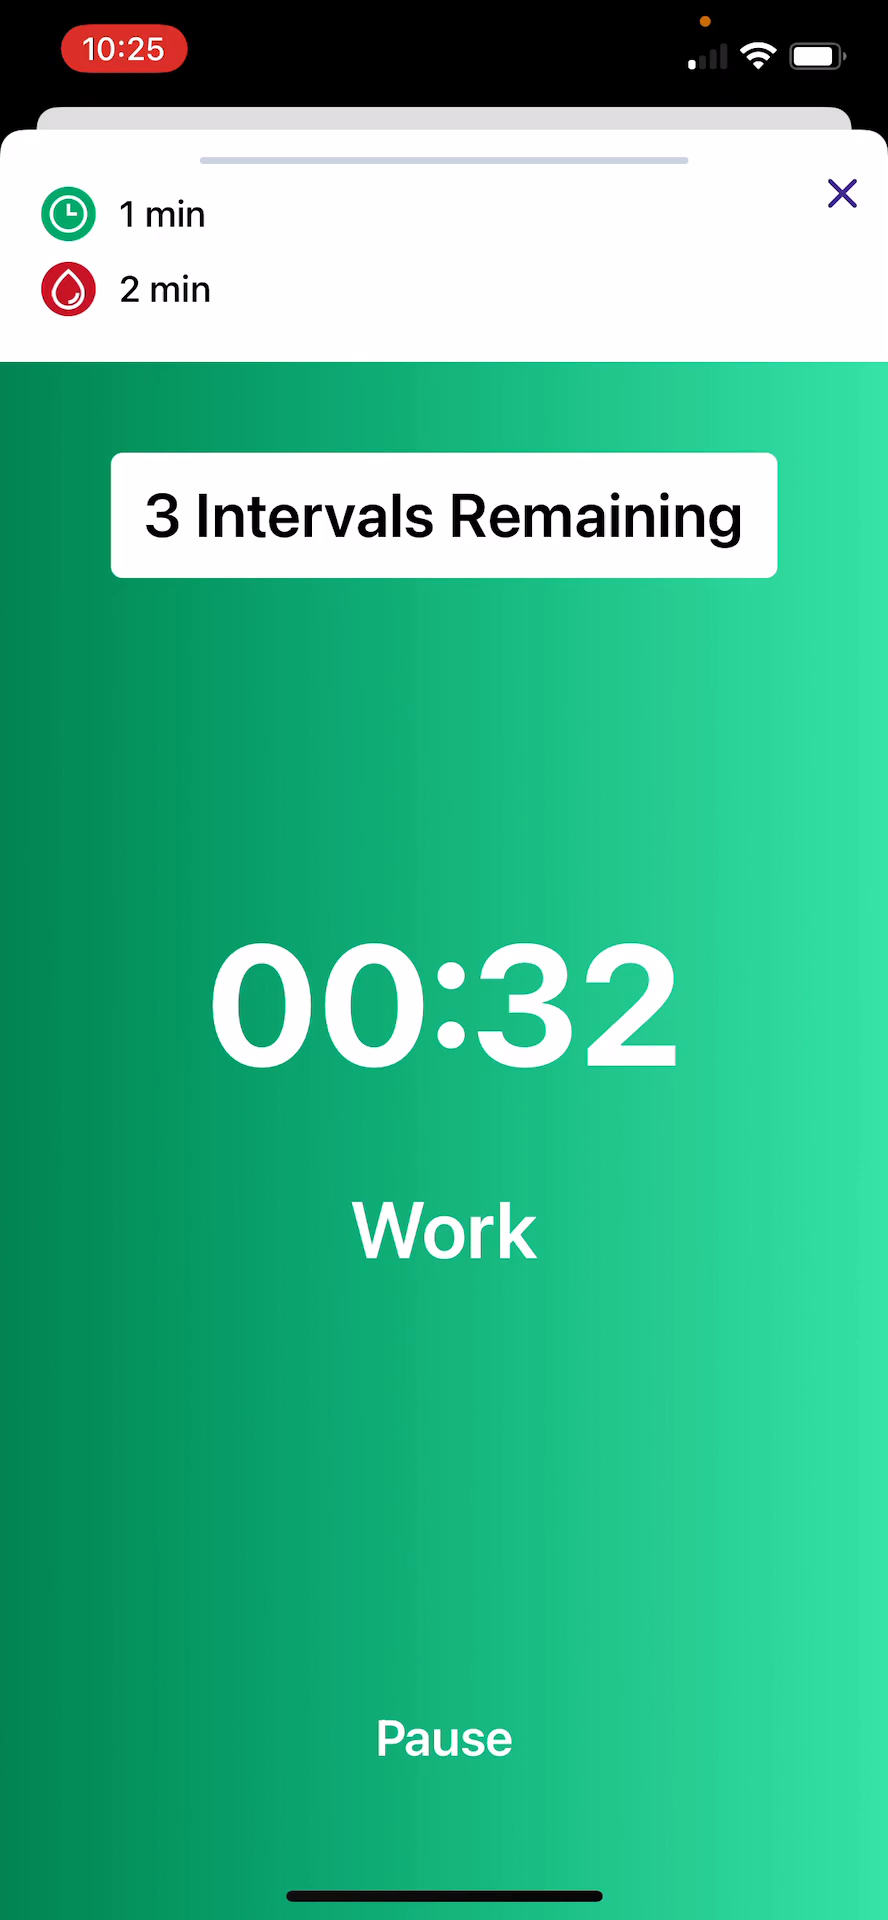 10:25
1 min
2 min
3 Intervals Remaining
00:32
Work
Pause